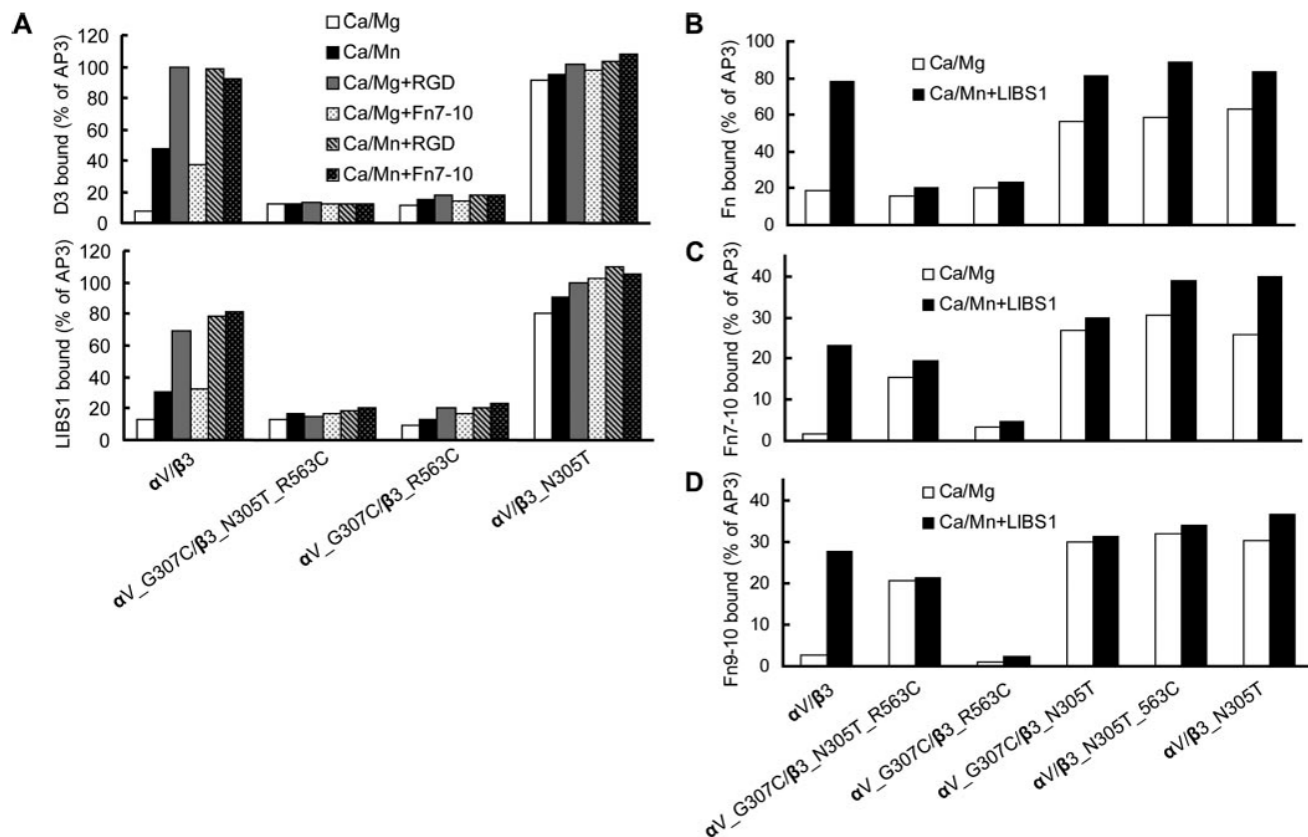 A
D3 bound (% of AP3)
120
100
80
60
40
20
0
Ca/Mg
Ca/Mn
Ca/Mg+RGD
Ca/Mg+Fn7-10
Ca/Mn+RGD
Ca/Mn+Fn7-10
LIBS1 bound (% of AP3)
120
100
80
60
40
20
0
αV/β3
αV_G307C/β3_N305T_R563C
αV_G307C/β3_R563C
αV/β3_N305T
B
Fn bound (% of AP3)
100
80
60
40
20
0
Ca/Mg
Ca/Mn+LIBS1
C
Fn7-10 bound (% of AP3)
40
30
20
10
0
Ca/Mg
Ca/Mn+LIBS1
D
Fn9-10 bound (% of AP3)
40
30
20
10
0
Ca/Mg
Ca/Mn+LIBS1
αV/β3
αV_G307C/β3_N305T_R563C
αV_G307C/β3_R563C
αV_G307C/β3_N305T
αV/β3_N305T_563C
αV/β3_N305T